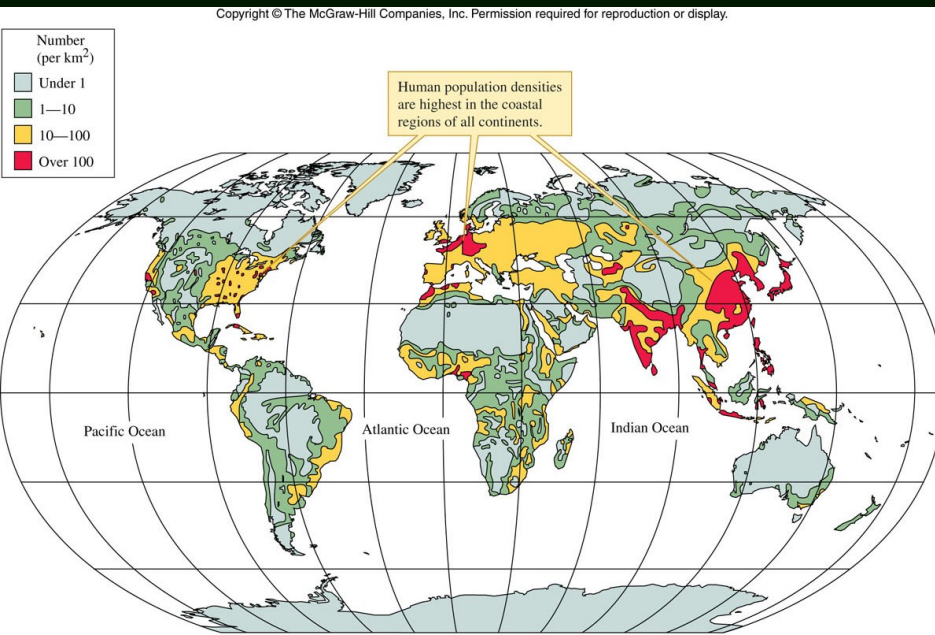 Copyright © The McGraw-Hill Companies, Inc. Permission required for reproduction or display.
Number
(per km²)
Under 1
1—10
10—100
Over 100
Human population densities
are highest in the coastal
regions of all continents.
Pacific Ocean
Atlantic Ocean
Indian Ocean